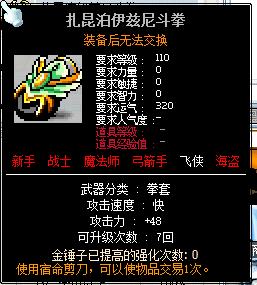 扎昆泊伊兹尼斗拳
装备后无法交换
要求等级： 110
要求力量： 0
要求敏捷： 0
要求智力： 0
要求运气： 320
要求人气度： -
道具等级： -
道具经验值： -
新手 战士 魔法师 弓箭手 飞侠 海盗
武器分类 ： 拳套
攻击速度 ： 快
攻击力 ： +48
可升级次数 ： 7回
金锤子已提高的强化次数: 0
使用宿命剪刀，可以使物品交易1次。